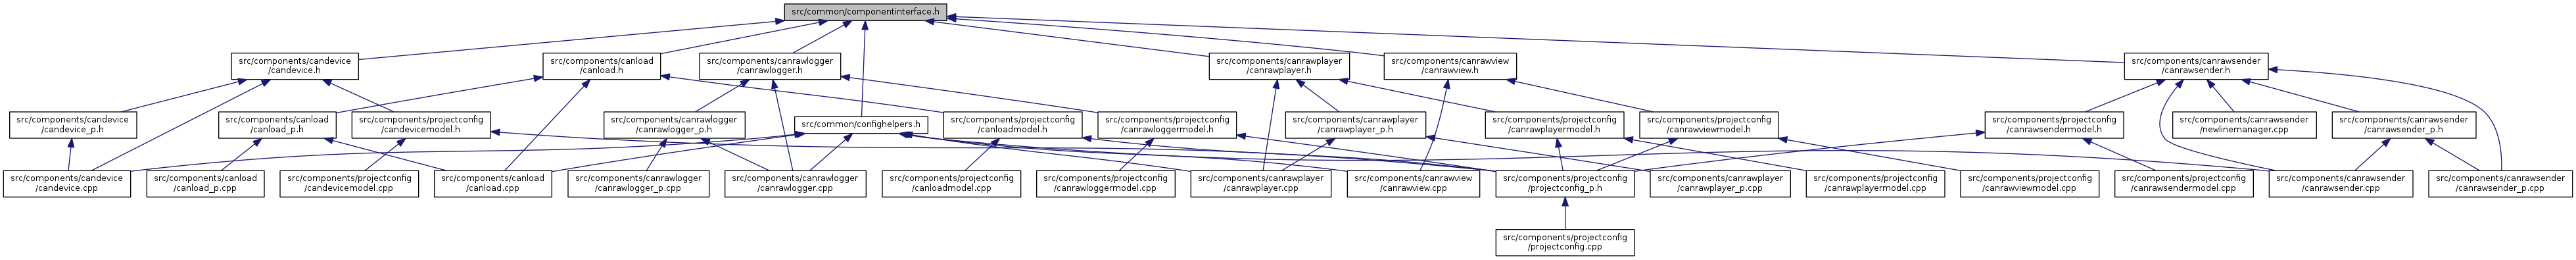 src/common/componentinterface.h
src/components/candevice
/candevice.h
src/components/canload
/canload.h
src/components/canrawlogger
/canrawlogger.h
src/components/canrawplayer
/canrawplayer.h
src/components/canrawview
/canrawview.h
src/components/canrawsender
/canrawsender.h
src/components/candevice
/candevice_p.h
src/components/canload
/canload_p.h
src/components/projectconfig
/candevicemodel.h
src/components/canrawlogger
/canrawlogger_p.h
src/common/confighelpers.h
src/components/projectconfig
/canloadmodel.h
src/components/projectconfig
/canrawloggermodel.h
src/components/canrawplayer
/canrawplayer_p.h
src/components/projectconfig
/canrawplayermodel.h
src/components/projectconfig
/canrawviewmodel.h
src/components/projectconfig
/canrawsendermodel.h
src/components/canrawsender
/newlinemanager.cpp
src/components/canrawsender
/canrawsender_p.h
src/components/candevice
/candevice.cpp
src/components/canload
/canload_p.cpp
src/components/projectconfig
/candevicemodel.cpp
src/components/canload
/canload.cpp
src/components/canrawlogger
/canrawlogger_p.cpp
src/components/canrawlogger
/canrawlogger.cpp
src/components/projectconfig
/canloadmodel.cpp
src/components/projectconfig
/canrawloggermodel.cpp
src/components/canrawplayer
/canrawplayer.cpp
src/components/canrawview
/canrawview.cpp
src/components/projectconfig
/projectconfig_p.h
src/components/canrawplayer
/canrawplayer_p.cpp
src/components/projectconfig
/canrawplayermodel.cpp
src/components/projectconfig
/canrawviewmodel.cpp
src/components/projectconfig
/canrawsendermodel.cpp
src/components/canrawsender
/canrawsender.cpp
src/components/canrawsender
/canrawsender_p.cpp
src/components/projectconfig
/projectconfig.cpp